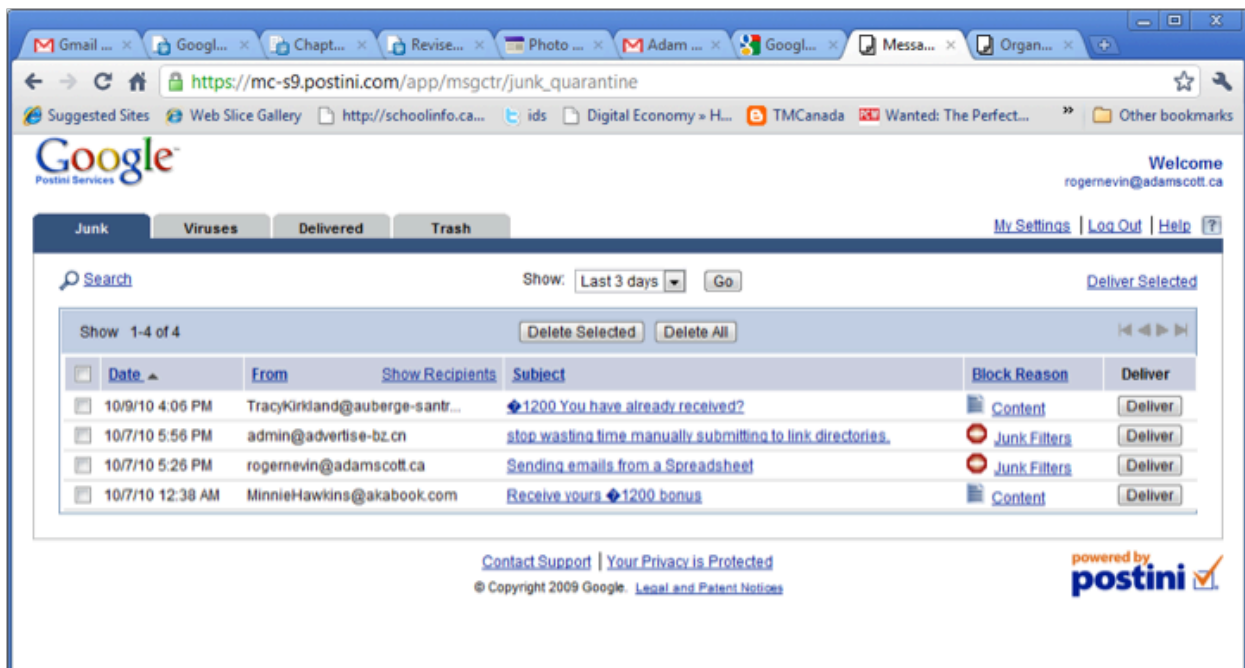 Gmail ... Googl... Chapt... Revise... Photo ... Adam ... Googl... Messa... Organ...
https://mc-s9.postini.com/app/msgctr/junk_quarantine
Suggested Sites Web Slice Gallery http://schoolinfo.ca... ids Digital Economy » H... TMCanada Wanted: The Perfect... » Other bookmarks
Google
Postini Services
Welcome
rogernevin@adamscott.ca
Junk Viruses Delivered Trash My Settings | Log Out | Help ?
Search Show: Last 3 days Go Deliver Selected
Show 1-4 of 4 Delete Selected Delete All
Date From Show Recipients Subject Block Reason Deliver
10/9/10 4:06 PM TracyKirkland@auberge-santr... �1200 You have already received? Content Deliver
10/7/10 5:56 PM admin@advertise-bz.cn stop wasting time manually submitting to link directories. Junk Filters Deliver
10/7/10 5:26 PM rogernevin@adamscott.ca Sending emails from a Spreadsheet Junk Filters Deliver
10/7/10 12:38 AM MinnieHawkins@akabook.com Receive yours �1200 bonus Content Deliver
Contact Support | Your Privacy is Protected
© Copyright 2009 Google. Legal and Patent Notices
powered by
postini